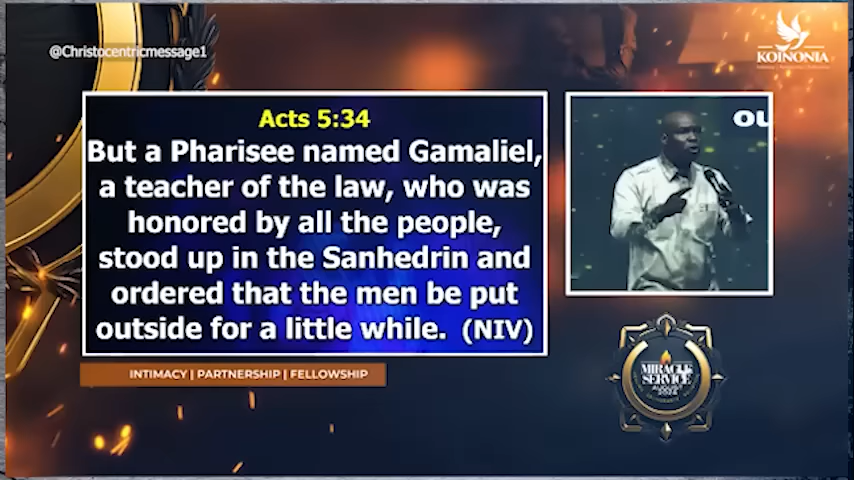 @Christocentricmessage1
KOINONIA
Acts 5:34
But a Pharisee named Gamaliel,
a teacher of the law, who was
honored by all the people,
stood up in the Sanhedrin and
ordered that the men be put
outside for a little while. (NIV)
OU
INTIMACY | PARTNERSHIP | FELLOWSHIP
MIRACLE
SERVICE
AUGUST
2024